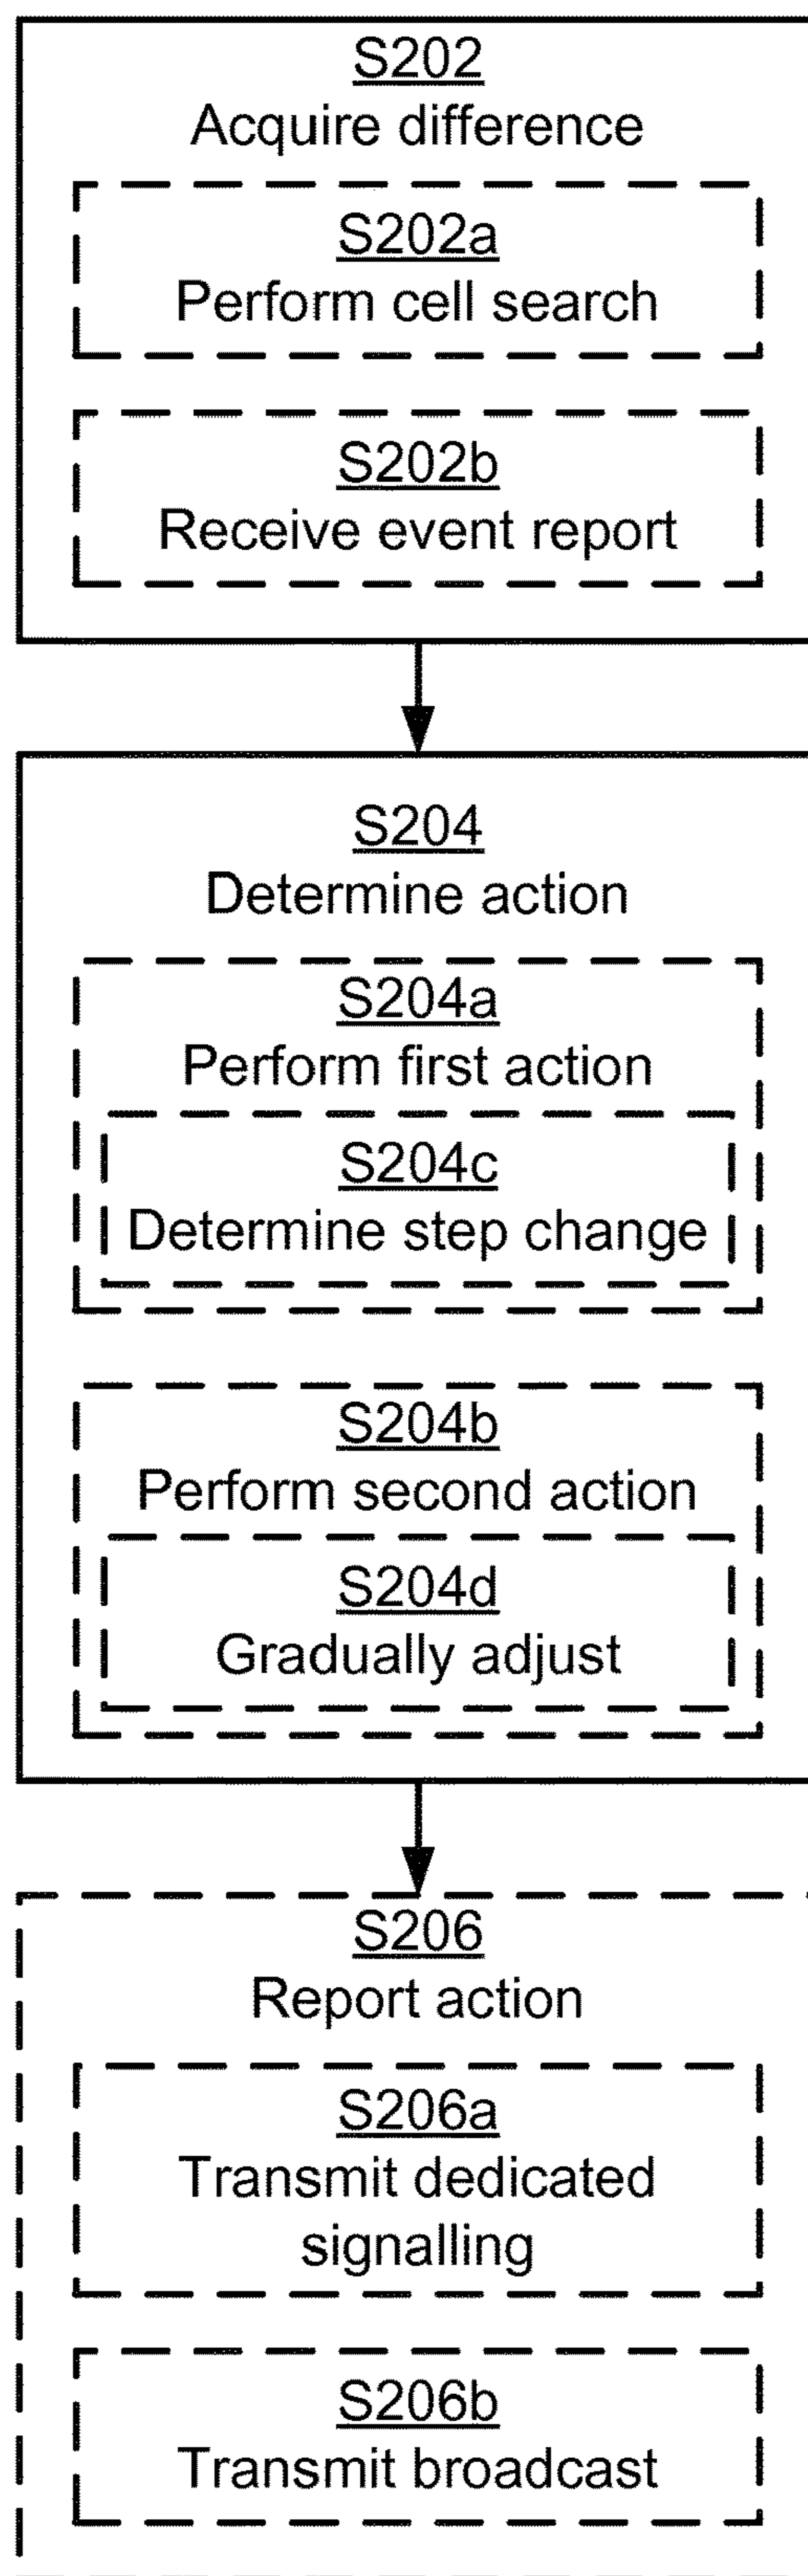 S202
Acquire difference
S202a
Perform cell search
S202b
Receive event report
S204
Determine action
S204a
Perform first action
S204c
Determine step change
S204b
Perform second action
S204d
Gradually adjust
S206
Report action
S206a
Transmit dedicated
signalling
S206b
Transmit broadcast